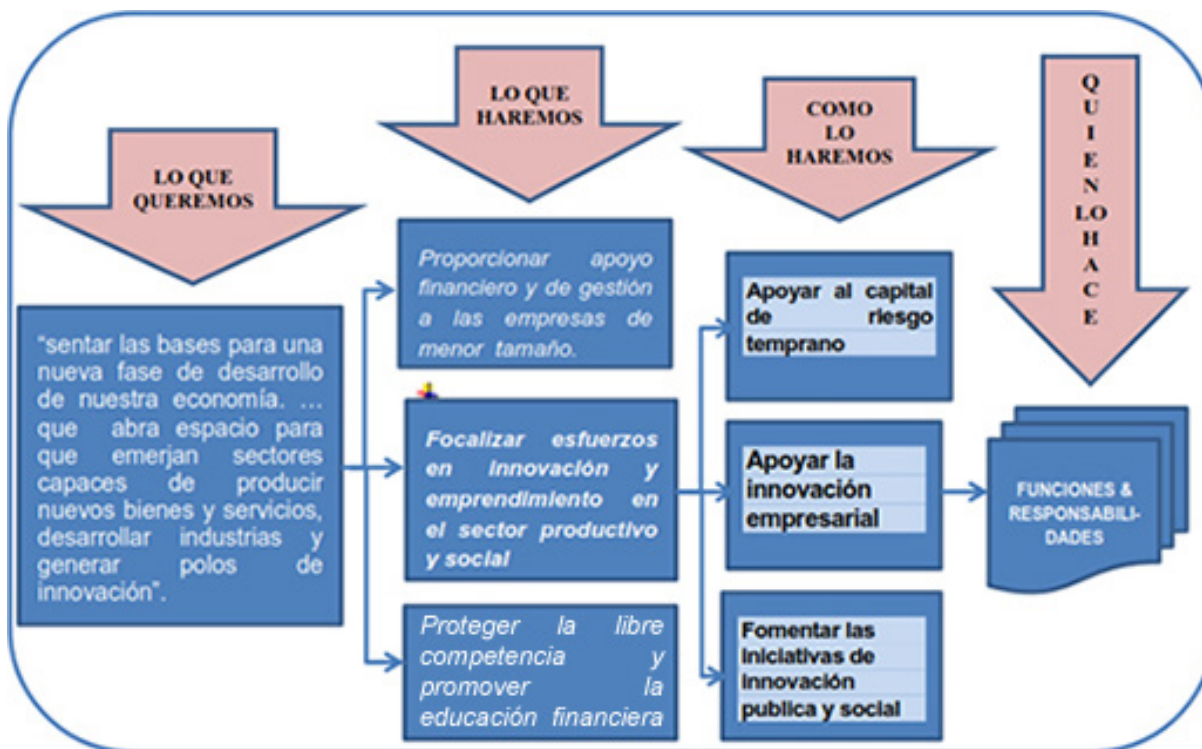 LO QUE
QUEREMOS
"sentar las bases para una
nueva fase de desarrollo
de nuestra economía. ...
que abra espacio para
que emerjan sectores
capaces de producir
nuevos bienes y servicios,
desarrollar industrias y
generar polos de
innovación".
LO QUE
HAREMOS
Proporcionar apoyo
financiero y de gestión
a las empresas de
menor tamaño.
Focalizar esfuerzos
en Innovación y
emprendimiento en
el sector productivo
y social
Proteger la libre
competencia y
promover la
educación financiera
COMO
LO
HAREMOS
Apoyar al capital
de riesgo
temprano
Apoyar la
innovación
empresarial
Fomentar las
Iniciativas de
innovación
publica y social
Q
U
I
E
N
LO
H
A
C
E
FUNCIONES &
RESPONSABILI-
DADES